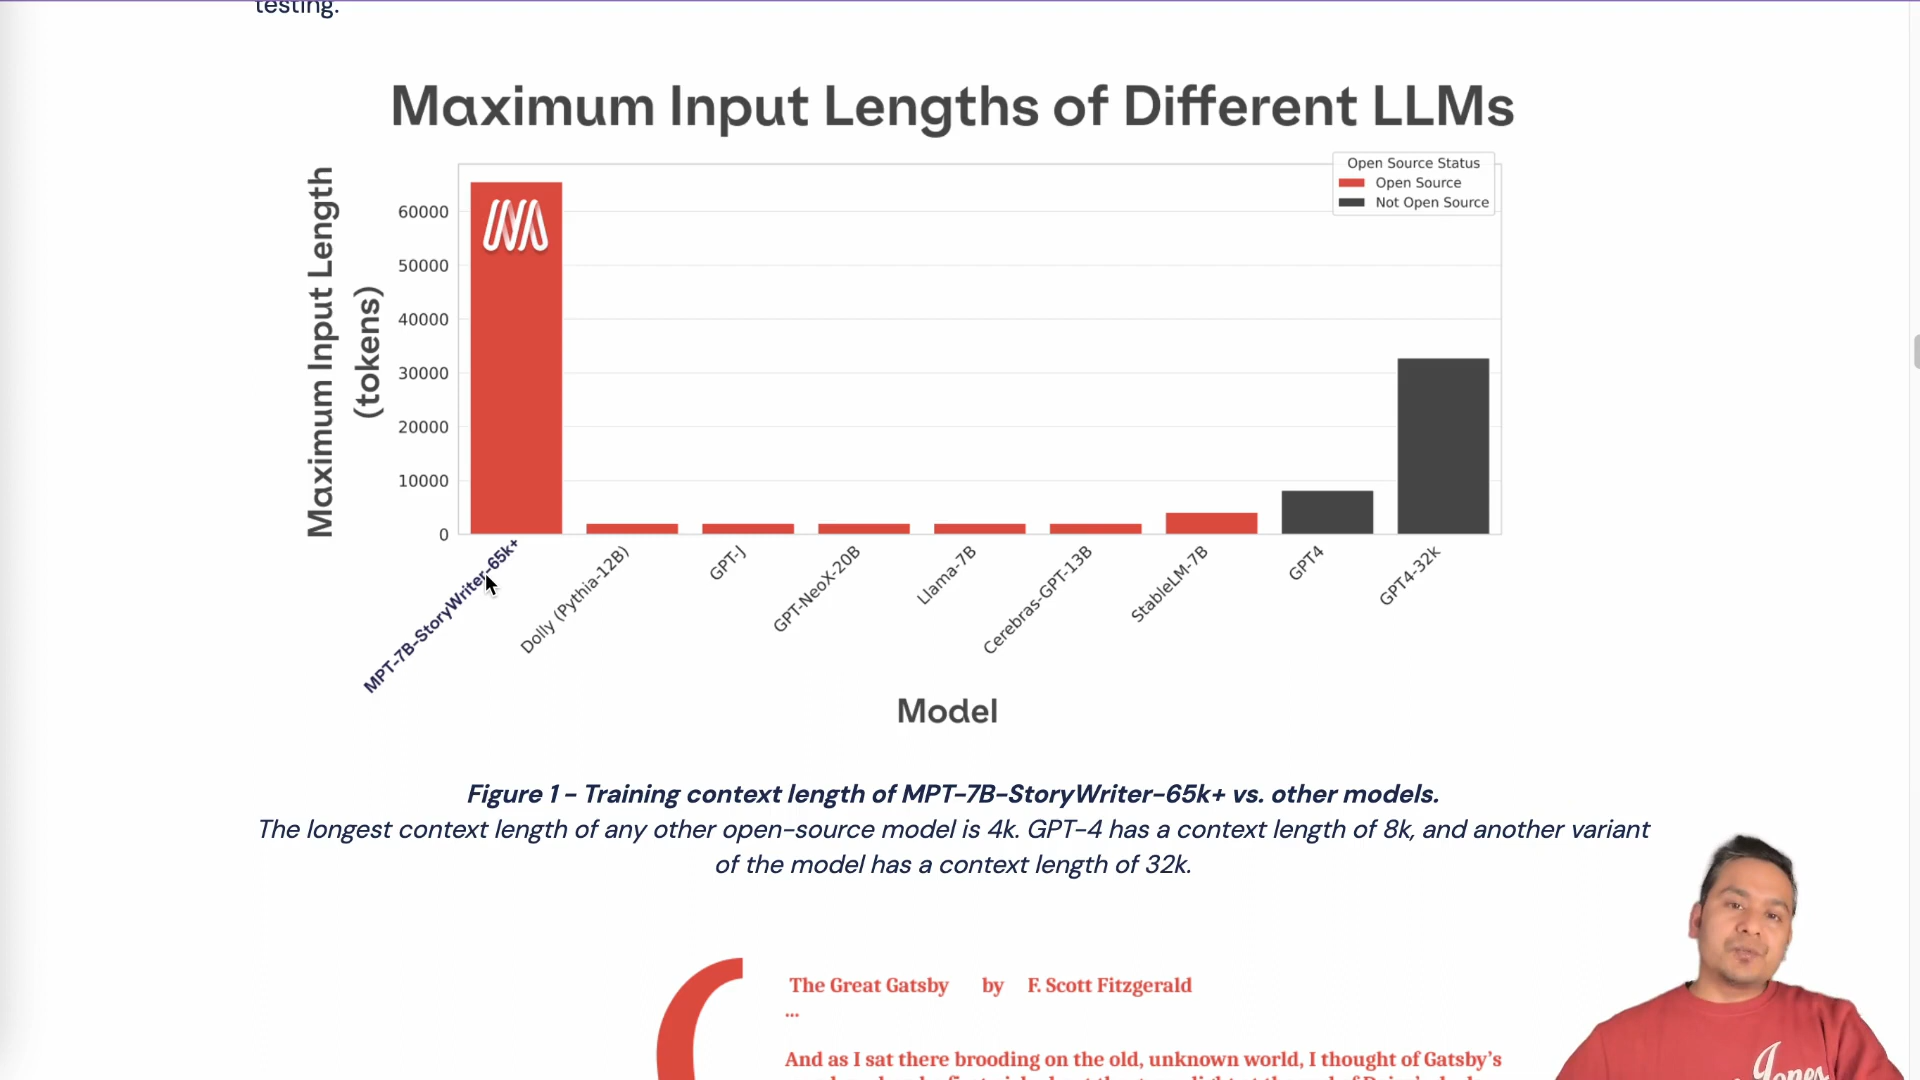 testing.
Maximum Input Lengths of Different LLMs
Open Source Status
Open Source
Not Open Source
Maximum Input Length
(tokens)
60000
50000
40000
30000
20000
10000
0
MPT-7B-StoryWriter-65k+
Dolly (Pythia-12B)
GPT-J
GPT-NeoX-20B
Llama-7B
Cerebras-GPT-13B
StableLM-7B
GPT4
GPT4-32k
Model
Figure 1 - Training context length of MPT-7B-StoryWriter-65k+ vs. other models.
The longest context length of any other open-source model is 4k. GPT-4 has a context length of 8k, and another variant
of the model has a context length of 32k.
The Great Gatsby by F. Scott Fitzgerald
...
And as I sat there brooding on the old, unknown world, I thought of Gatsby's
Jones